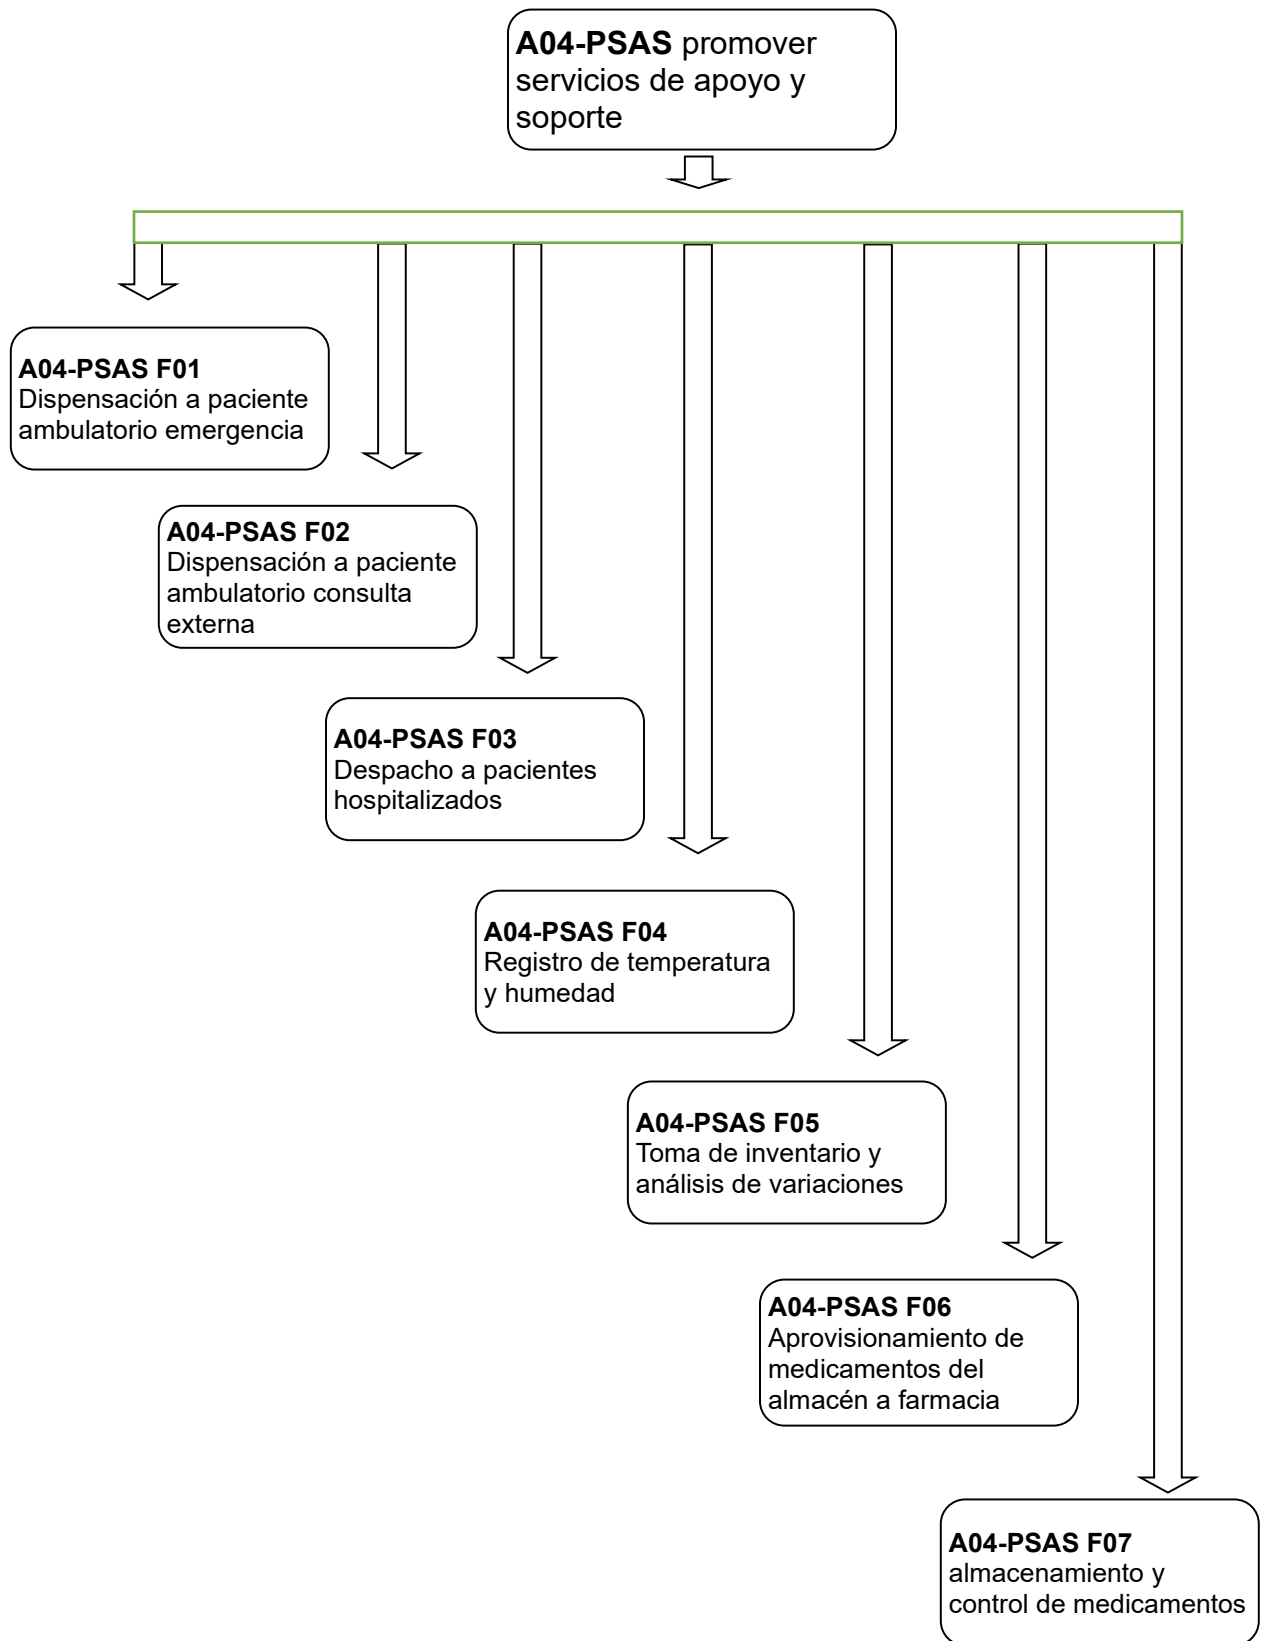 A04-PSAS promover
servicios de apoyo y
soporte
A04-PSAS F01
Dispensación a paciente
ambulatorio emergencia
A04-PSAS F02
Dispensación a paciente
ambulatorio consulta
externa
A04-PSAS F03
Despacho a pacientes
hospitalizados
A04-PSAS F04
Registro de temperatura
y humedad
A04-PSAS F05
Toma de inventario y
análisis de variaciones
A04-PSAS F06
Aprovisionamiento de
medicamentos del
almacén a farmacia
A04-PSAS F07
almacenamiento y
control de medicamentos